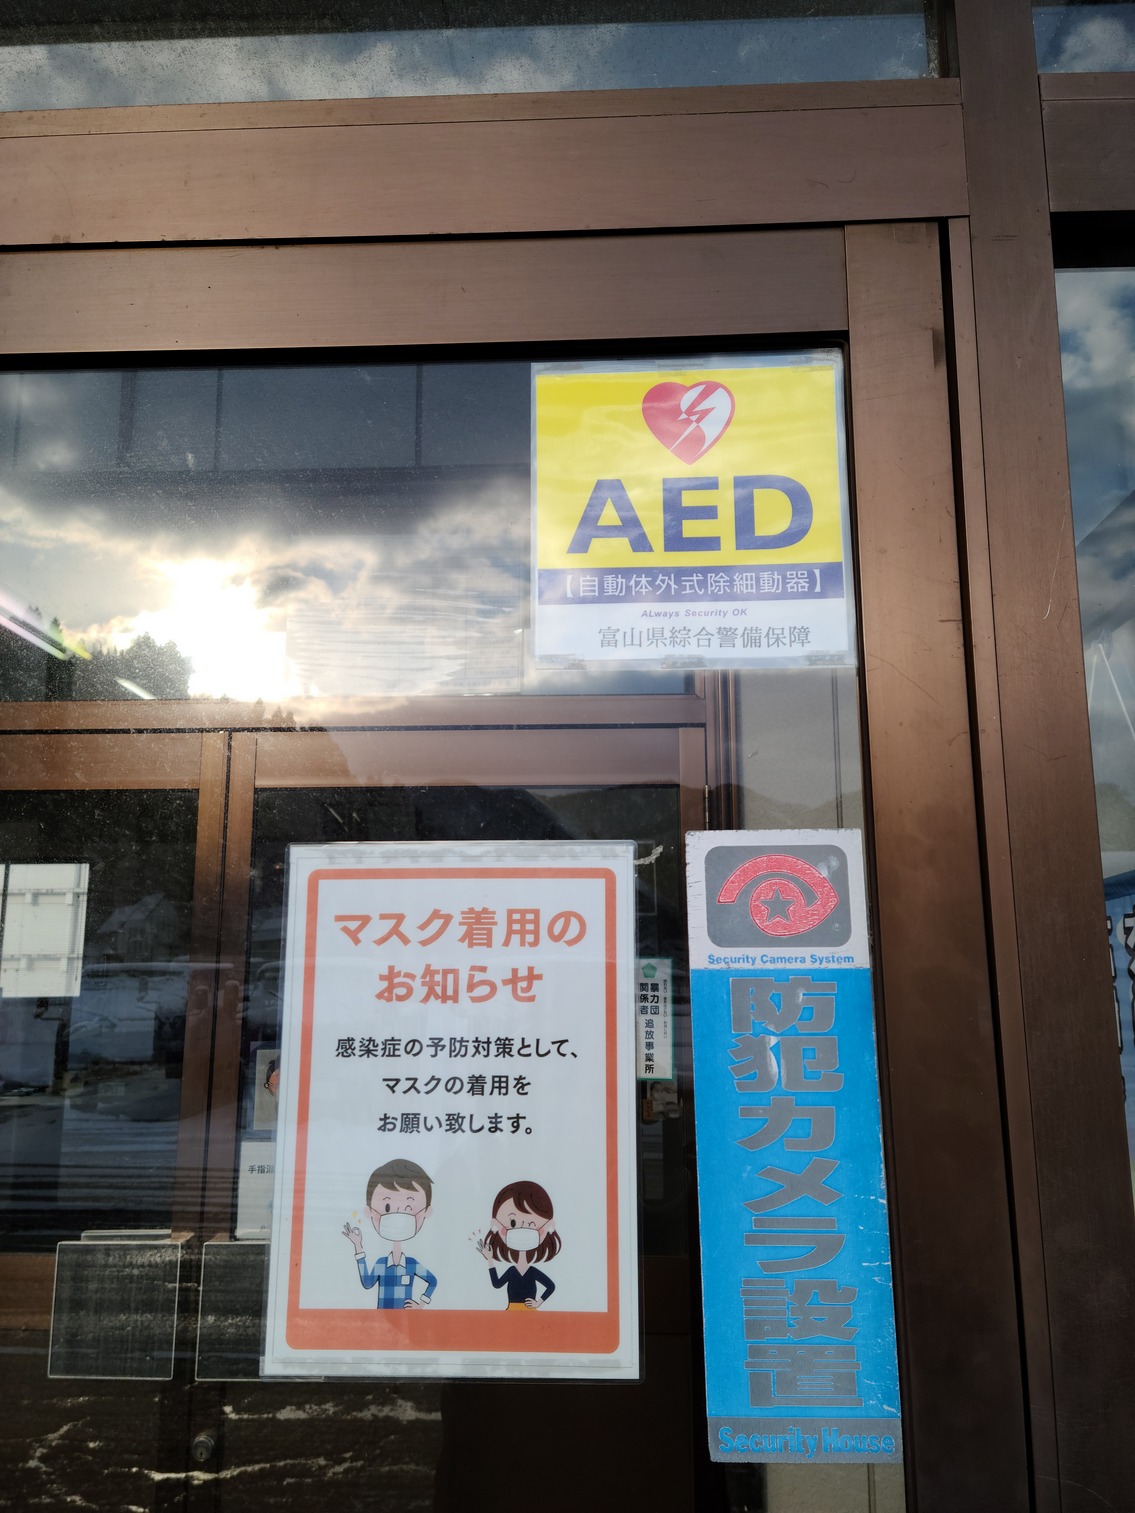 AED
【自動体外式除細動器】
ALways Security OK
富山県綜合警備保障
マスク着用の
お知らせ
感染症の予防対策として、
マスクの着用を
お願い致します。
暴力団
関係者
追放事業所
手指消
Security Camera System
防犯カメラ設置
Security House